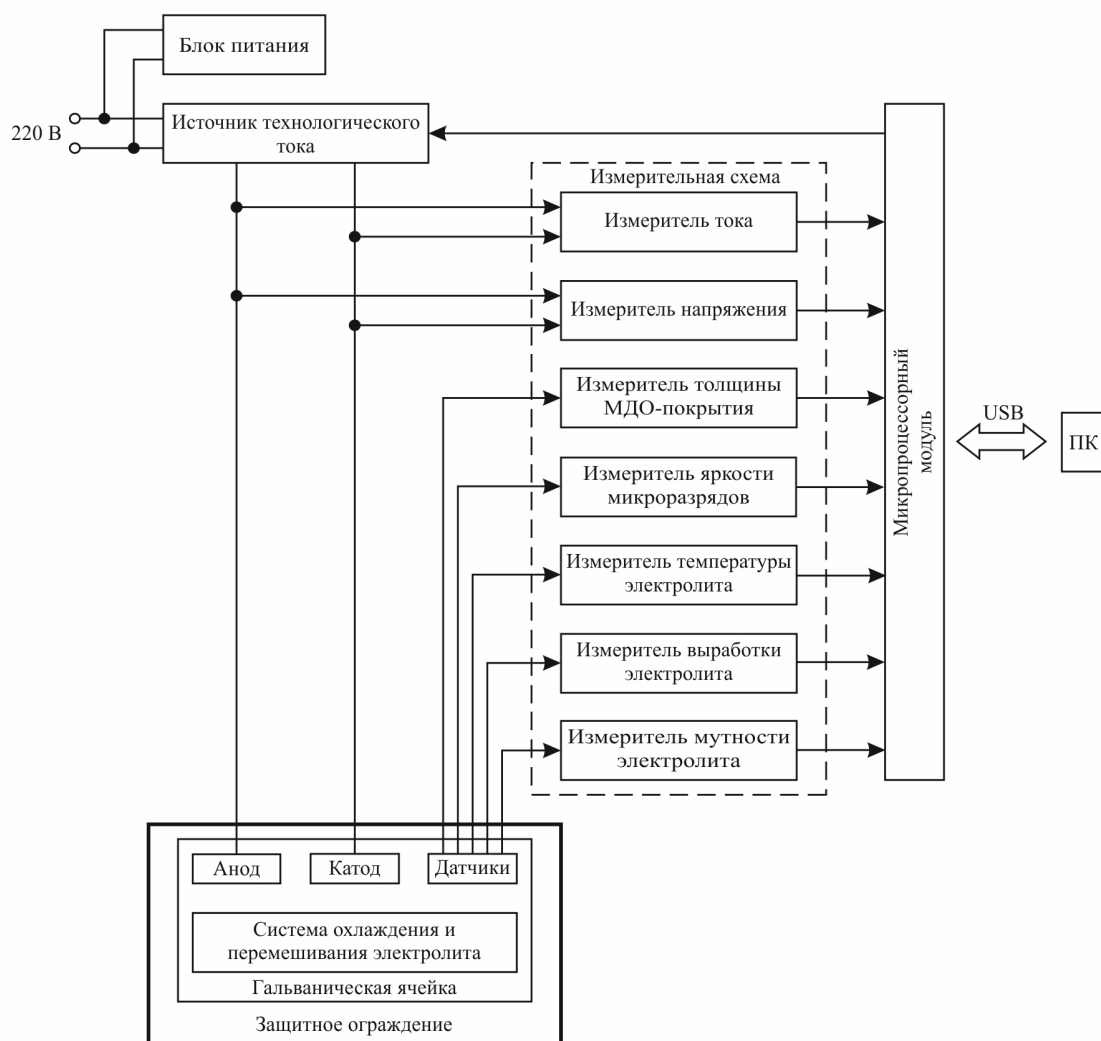 Блок питания
220 В
Источник технологического
тока
Измерительная схема
Измеритель тока
Измеритель напряжения
Измеритель толщины
МДО-покрытия
Измеритель яркости
микроразрядов
Измеритель температуры
электролита
Измеритель выработки
электролита
Измеритель мутности
электролита
Микропроцессорный
модуль
USB
ПК
Анод
Катод
Датчики
Система охлаждения и
перемешивания электролита
Гальваническая ячейка
Защитное ограждение